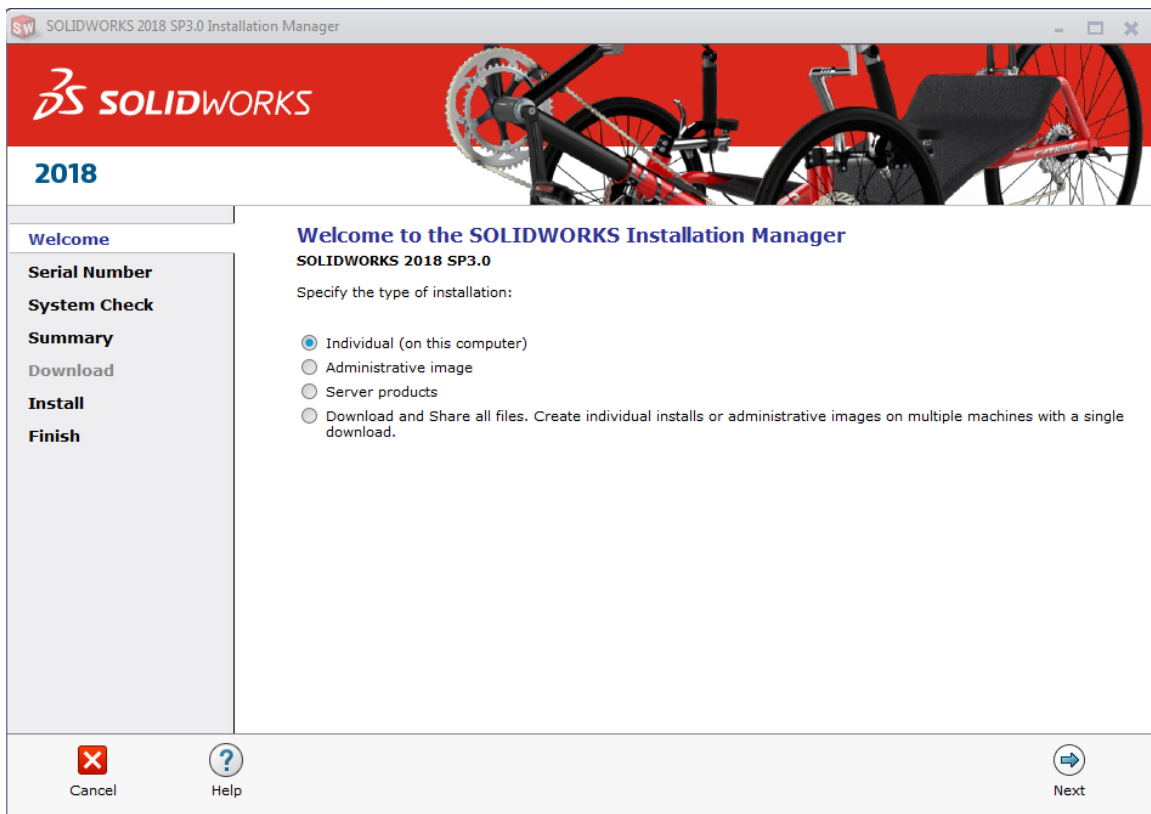 SOLIDWORKS 2018 SP3.0 Installation Manager
SOLIDWORKS
2018
CATRIKE
Welcome
Serial Number
System Check
Summary
Download
Install
Finish
Welcome to the SOLIDWORKS Installation Manager
SOLIDWORKS 2018 SP3.0
Specify the type of installation:
Individual (on this computer)
Administrative image
Server products
Download and Share all files. Create individual installs or administrative images on multiple machines with a single
download.
Cancel
Help
Next